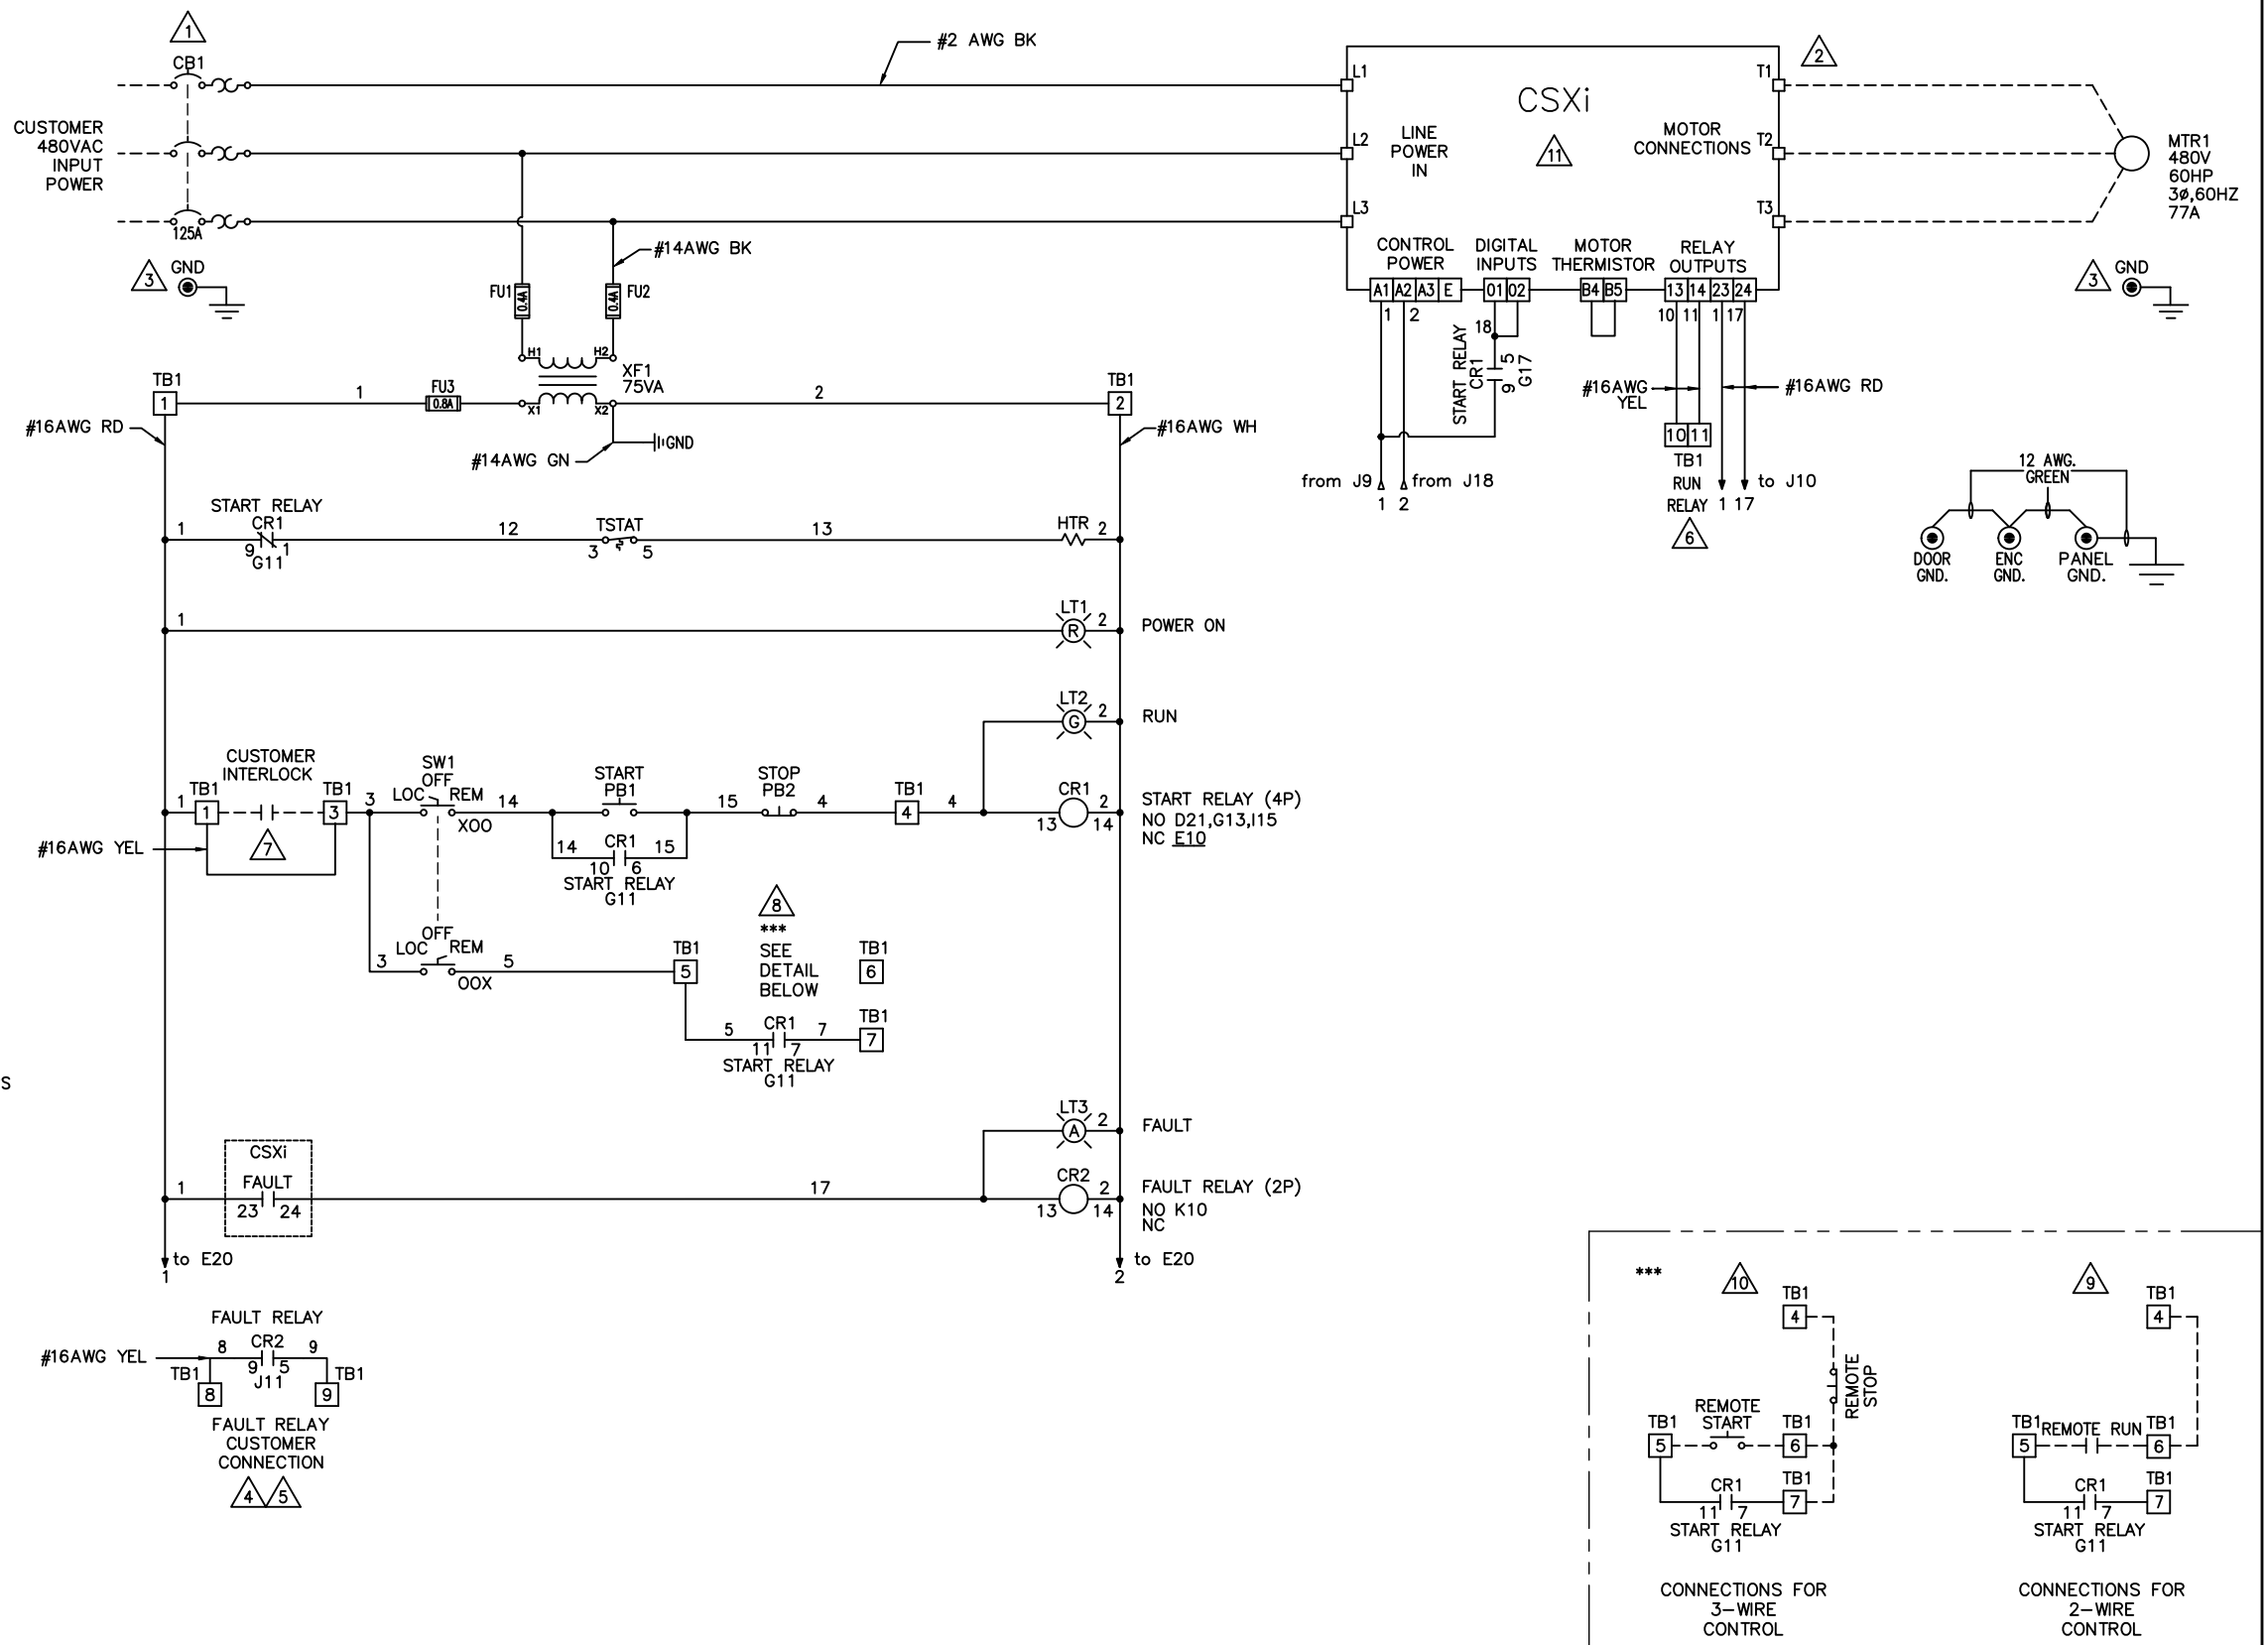 1
CB1
#2 AWG BK
CUSTOMER
480VAC
INPUT
POWER
125A
3
GND
L1
L2
L3
CSXi
LINE
POWER
IN
11
MOTOR
CONNECTIONS
T1
T2
T3
2
MTR1
480V
60HP
3ø,60HZ
77A
3
GND
#14AWG BK
FU1
0.4A
0.4A
FU2
H1
H2
XF1
75VA
CONTROL
POWER
DIGITAL
INPUTS
MOTOR
THERMISTOR
RELAY
OUTPUTS
A1 A2 A3 E
01 02
B4 B5
13 14 23 24
1 2
18
10 11 1 17
START RELAY
CR1
5
9
G17
#16AWG
YEL
#16AWG RD
10 11
TB1
RUN
RELAY
1 17
to J10
6
from J9
from J18
1 2
TB1
1
1
FU3
0.8A
X1
X2
2
TB1
2
#16AWG RD
#14AWG GN
GND
#16AWG WH
12 AWG.
GREEN
DOOR
GND.
ENC
GND.
PANEL
GND.
START RELAY
1
CR1
9
1
G11
12
TSTAT
3
5
13
HTR
2
1
LT1
R
2
POWER ON
LT2
G
2
RUN
CUSTOMER
INTERLOCK
1
TB1
1
TB1
3
7
#16AWG YEL
3
SW1
OFF
LOC
REM
XOO
14
START
PB1
14
CR1
15
10
6
START RELAY
G11
15
STOP
PB2
4
TB1
4
4
CR1
13
2
14
START RELAY (4P)
NO D21,G13,I15
NC E10
3
OFF
LOC
REM
OOX
5
TB1
5
8
***
SEE
DETAIL
BELOW
TB1
6
5
CR1
7
11
7
START RELAY
G11
TB1
7
S
LT3
A
2
FAULT
1
CSXi
FAULT
23
24
17
CR2
13
2
14
FAULT RELAY (2P)
NO K10
NC
to E20
1
to E20
2
FAULT RELAY
#16AWG YEL
8
CR2
9
9
5
J11
TB1
8
TB1
9
FAULT RELAY
CUSTOMER
CONNECTION
4
5
***
10
TB1
4
REMOTE
STOP
REMOTE
START
TB1
5
TB1
6
CR1
11
7
TB1
7
START RELAY
G11
CONNECTIONS FOR
3-WIRE
CONTROL
9
TB1
4
TB1
5
REMOTE RUN
TB1
6
CR1
11
7
TB1
7
START RELAY
G11
CONNECTIONS FOR
2-WIRE
CONTROL